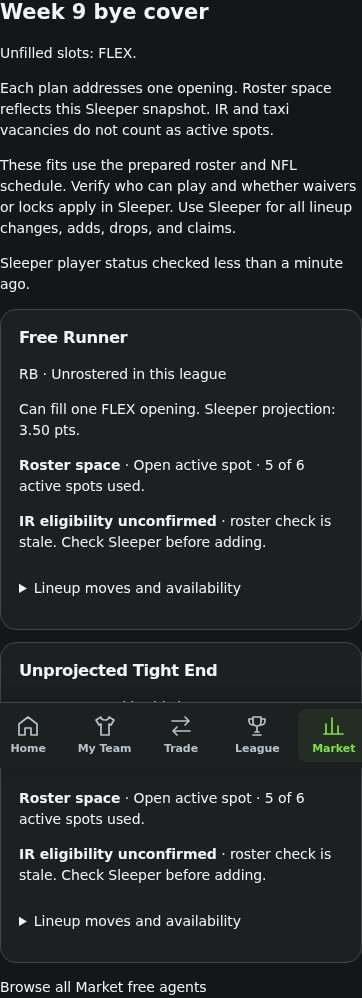 Week 9 bye cover
Unfilled slots: FLEX.
Each plan addresses one opening. Roster space
reflects this Sleeper snapshot. IR and taxi
vacancies do not count as active spots.
These fits use the prepared roster and NFL
schedule. Verify who can play and whether waivers
or locks apply in Sleeper. Use Sleeper for all lineup
changes, adds, drops, and claims.
Sleeper player status checked less than a minute
ago.
Free Runner
RB · Unrostered in this league
Can fill one FLEX opening. Sleeper projection:
3.50 pts.
Roster space · Open active spot · 5 of 6
active spots used.
IR eligibility unconfirmed · roster check is
stale. Check Sleeper before adding.
Lineup moves and availability
Unprojected Tight End
Home My Team Trade League Market
Roster space · Open active spot · 5 of 6
active spots used.
IR eligibility unconfirmed · roster check is
stale. Check Sleeper before adding.
Lineup moves and availability
Browse all Market free agents